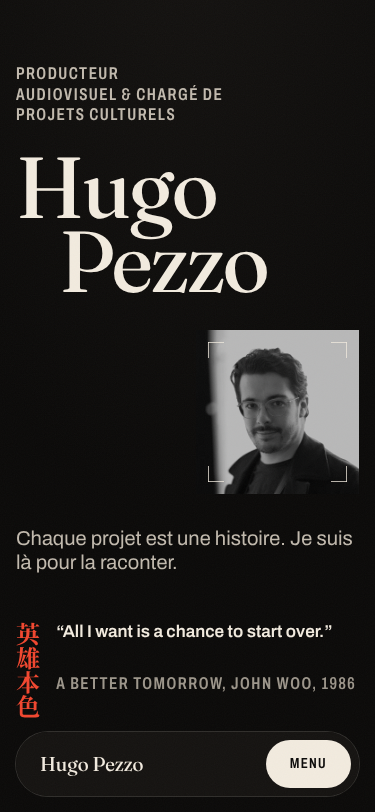 PRODUCTEUR
AUDIOVISUEL & CHARGÉ DE
PROJETS CULTURELS
Hugo
Pezzo
Chaque projet est une histoire. Je suis
là pour la raconter.
英雄本色
“All I want is a chance to start over.”
A BETTER TOMORROW, JOHN WOO, 1986
Hugo Pezzo
MENU